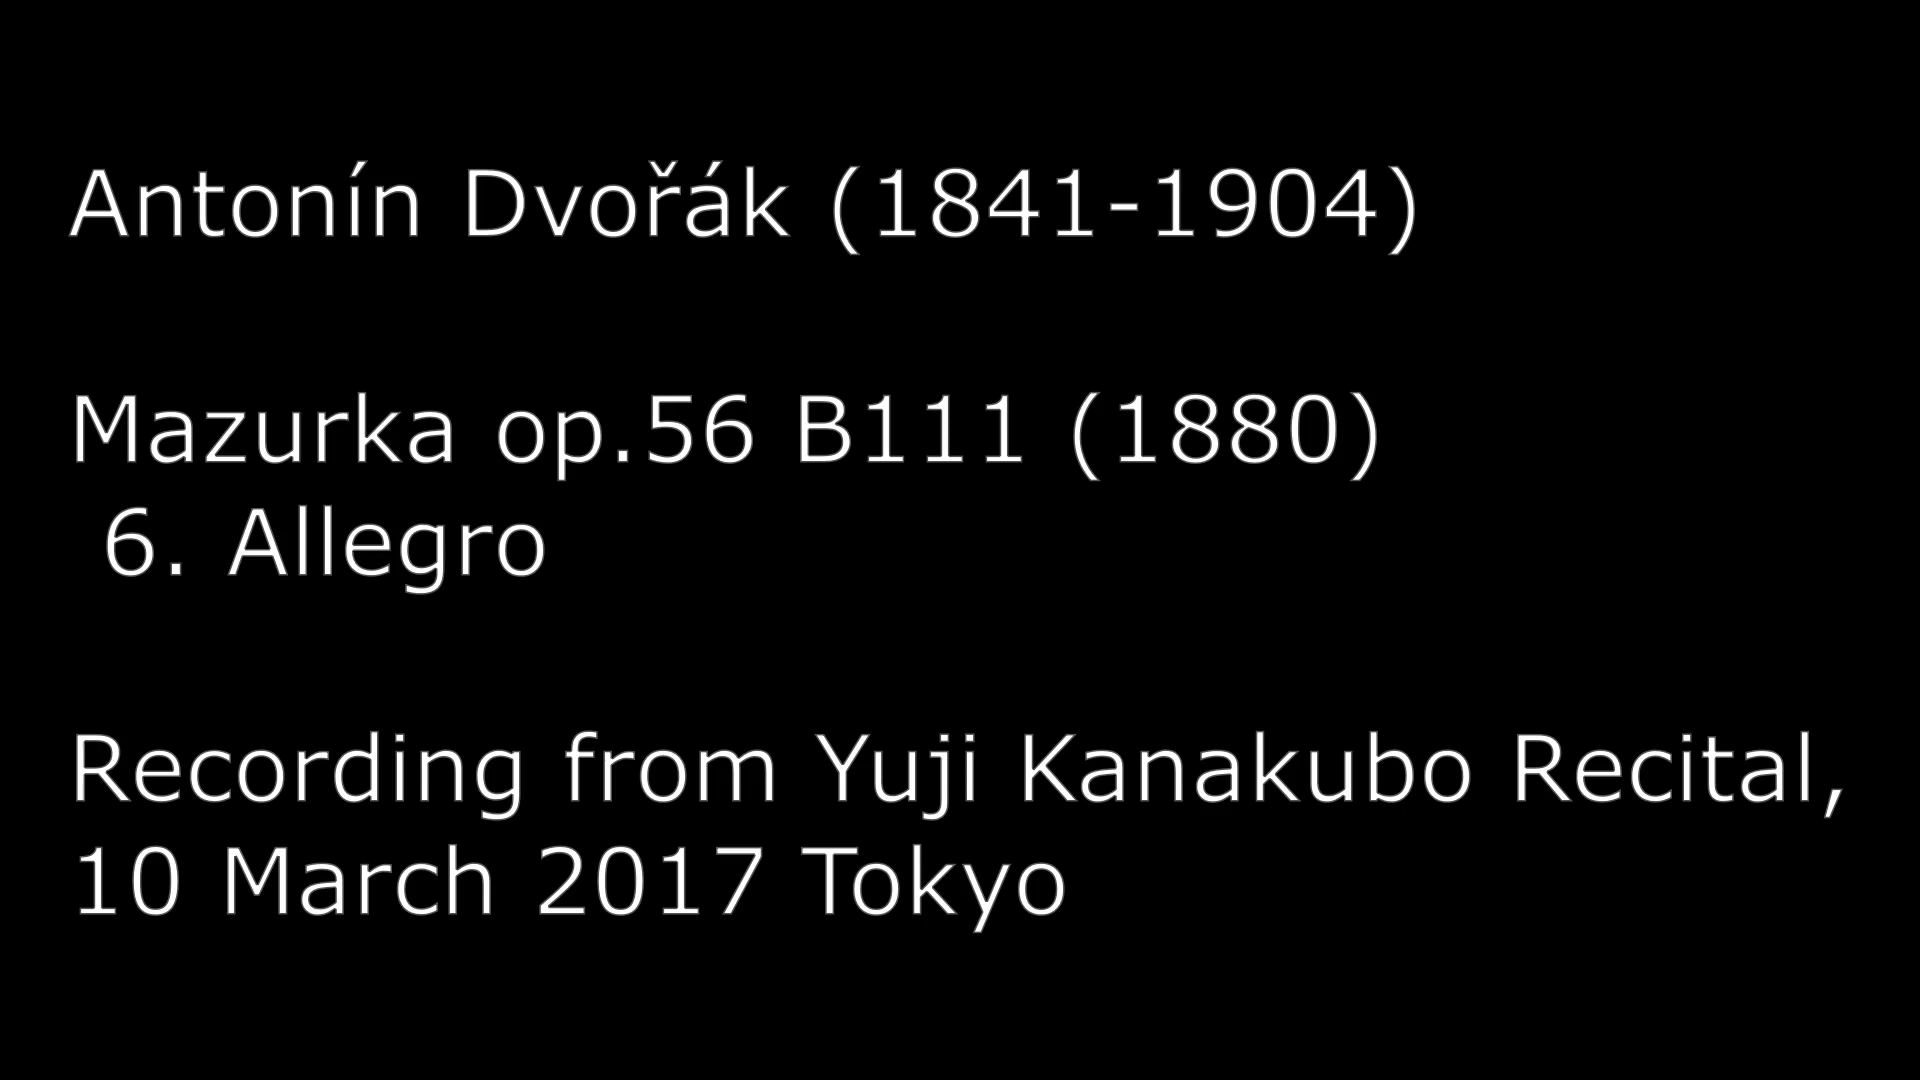 Antonín Dvořák (1841-1904)
Mazurka op.56 B111 (1880)
6. Allegro
Recording from Yuji Kanakubo Recital,
10 March 2017 Tokyo